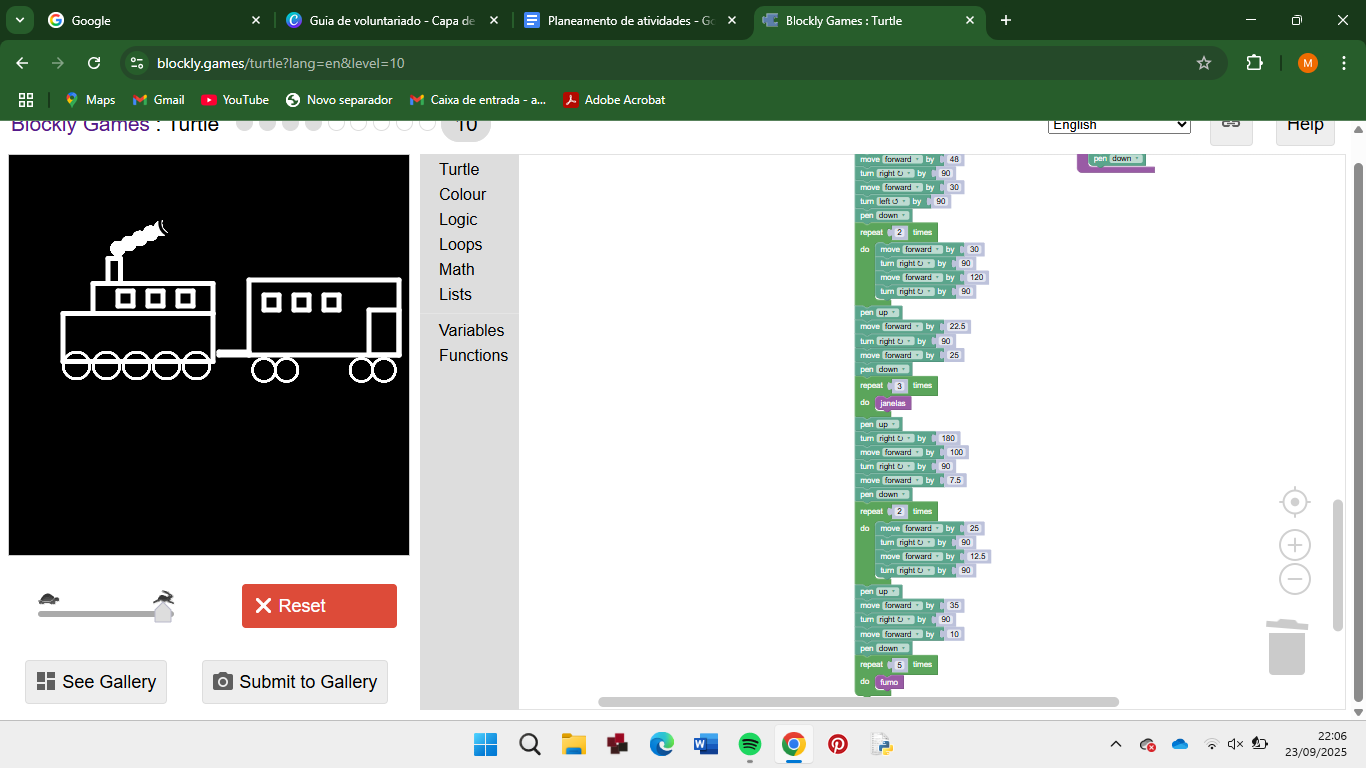 Google
Guia de voluntariado - Capa de
Planeamento de atividades - Go
Blockly Games : Turtle
blockly.games/turtle?lang=en&level=10
M
Maps
Gmail
YouTube
Novo separador
Caixa de entrada - a...
Adobe Acrobat
Blockly Games : Turtle
10
English
Help
Turtle
Colour
Logic
Loops
Math
Lists
Variables
Functions
move forward by 48
turn right ↻ by 90
move forward by 30
turn left ↺ by 90
pen down
repeat 2 times
do move forward by 30
turn right ↻ by 90
move forward by 120
turn right ↻ by 90
pen up
move forward by 22.5
turn right ↻ by 90
move forward by 25
pen down
repeat 3 times
do janelas
pen up
turn right ↻ by 180
move forward by 100
turn right ↻ by 90
move forward by 7.5
pen down
repeat 2 times
do move forward by 25
turn right ↻ by 90
move forward by 12.5
turn right ↻ by 90
pen up
move forward by 35
turn right ↻ by 90
move forward by 10
pen down
repeat 5 times
do fumo
pen down
Reset
See Gallery
Submit to Gallery
22:06
23/09/2025